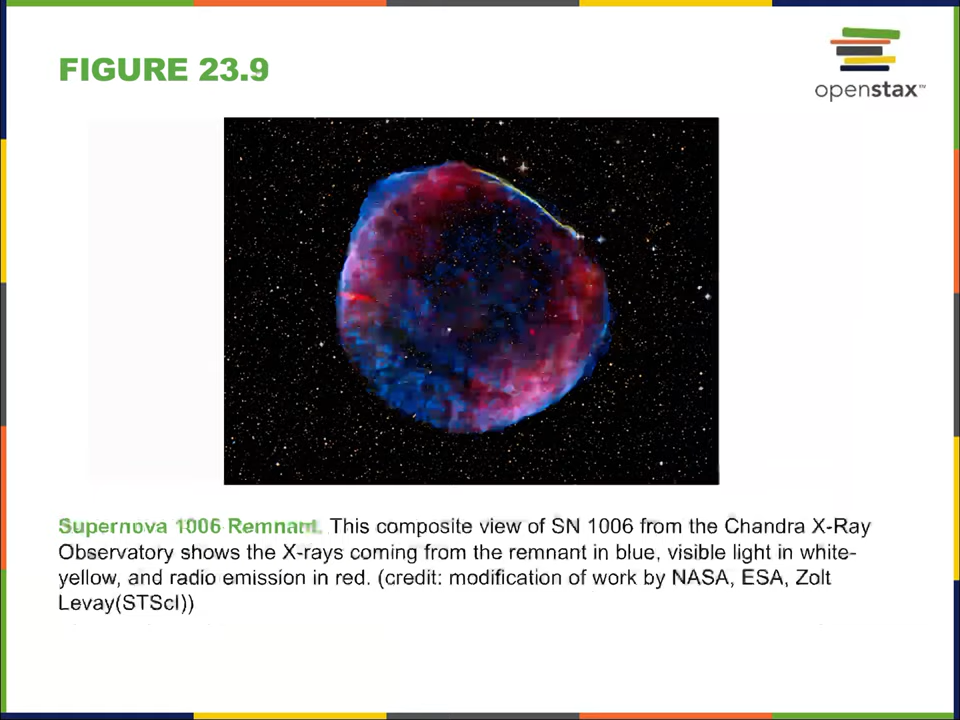 FIGURE 23.9
openstax™
Supernova 1006 Remnant. This composite view of SN 1006 from the Chandra X-Ray
Observatory shows the X-rays coming from the remnant in blue, visible light in white-
yellow, and radio emission in red. (credit: modification of work by NASA, ESA, Zolt
Levay(STScI))